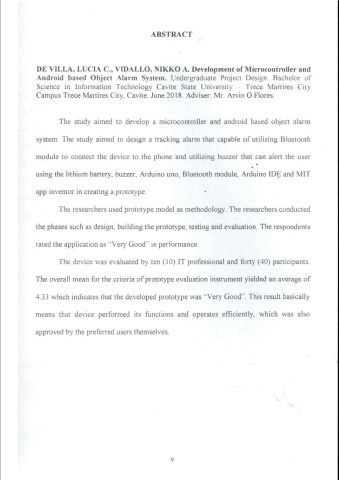 ABSTRACT
DE VILLA, LUCIA C., VIDALLO, NIKKO A. Development of Microcontroller and
Android based Object Alarm System. Undergraduate Project Design. Bachelor of
Science in Information Technology Cavite State University – Trece Martires City
Campus Trece Martires City, Cavite. June 2018. Adviser: Mr. Arvin O Flores.
The study aimed to develop a microcontroller and android based object alarm
system. The study aimed to design a tracking alarm that capable of utilizing Bluetooth
module to connect the device to the phone and utilizing buzzer that can alert the user
using the lithium battery, buzzer, Arduino uno, Bluetooth module, Arduino IDE and MIT
app inventor in creating a prototype.
The researchers used prototype model as methodology. The researchers conducted
the phases such as design, building the prototype, testing and evaluation. The respondents
rated the application as “Very Good” in performance.
The device was evaluated by ten (10) IT professional and forty (40) participants.
The overall mean for the criteria of prototype evaluation instrument yielded an average of
4.33 which indicates that the developed prototype was “Very Good”. This result basically
means that device performed its functions and operates efficiently, which was also
approved by the preferred users themselves.
v